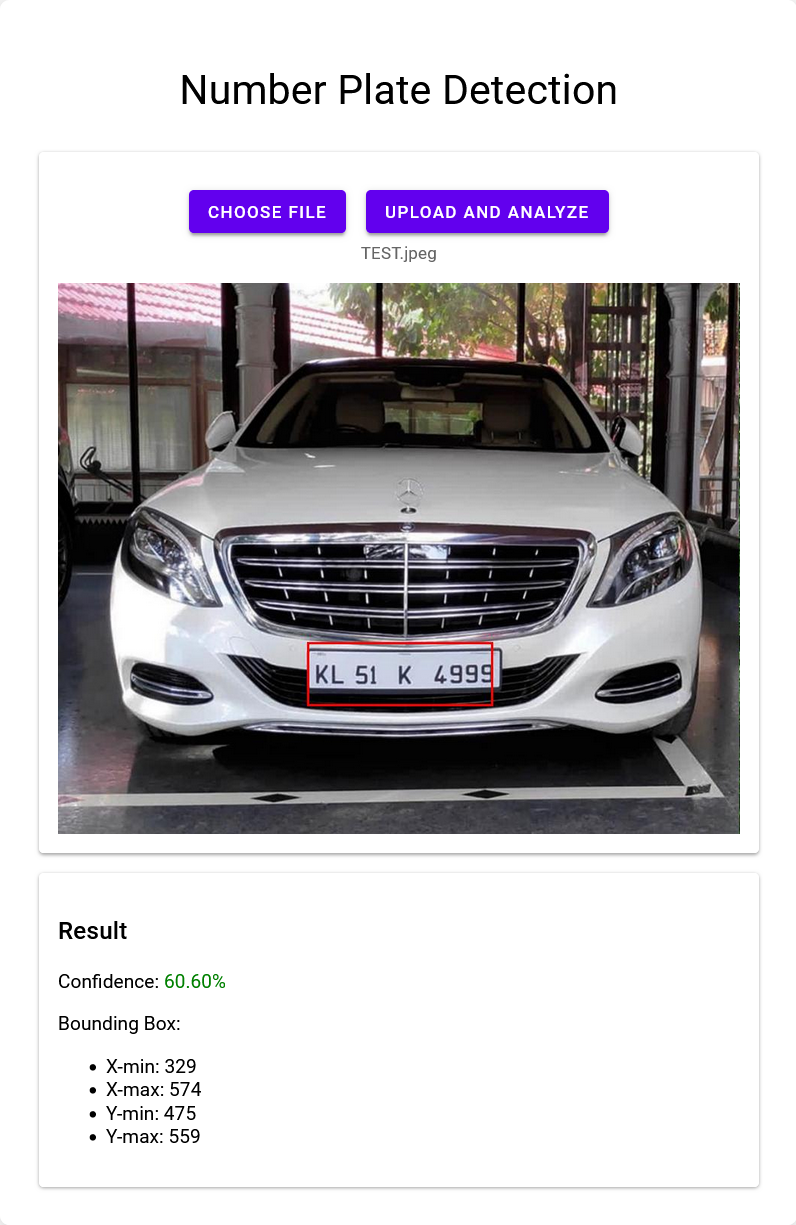 Number Plate Detection
CHOOSE FILE UPLOAD AND ANALYZE
TEST.jpeg
KL 51 K 4999
Result
Confidence: 60.60%
Bounding Box:
• X-min: 329
• X-max: 574
• Y-min: 475
• Y-max: 559